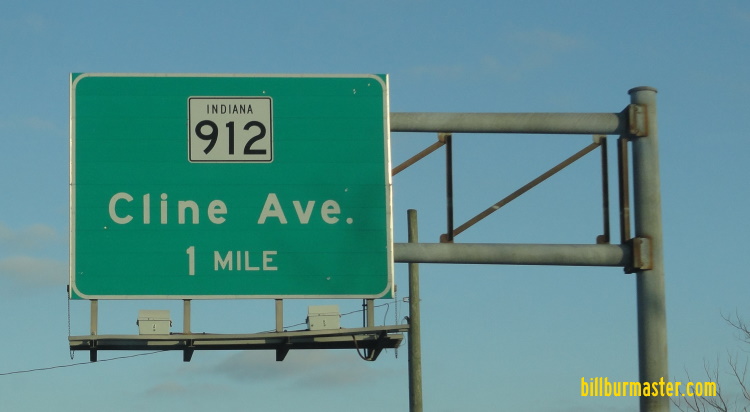 INDIANA
912
Cline Ave.
1 MILE
billburmaster.com